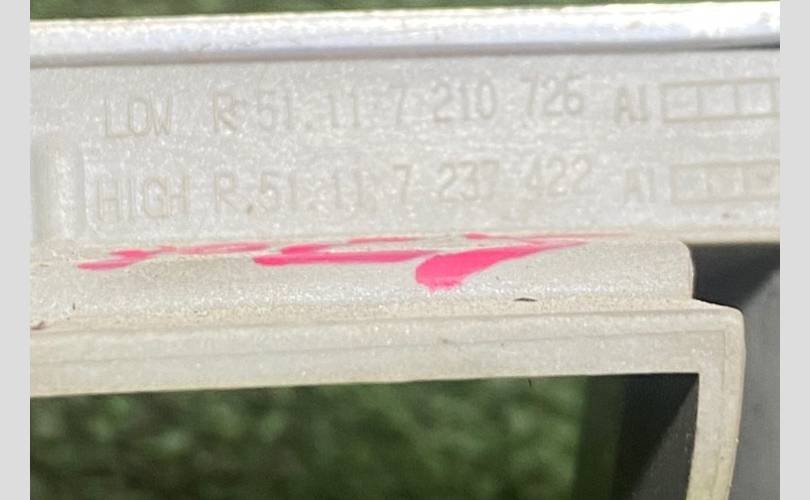 LOW R.51.11 7 210 726 AI
HIGH R.51.11 7 237 422 AI